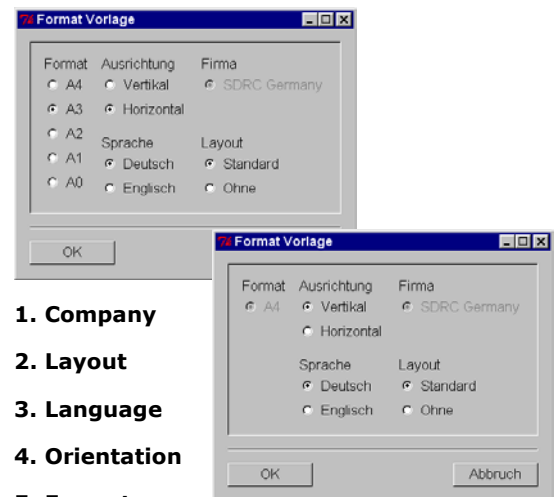 Format Vorlage
Format Ausrichtung Firma
A4 Vertikal SDRC Germany
A3 Horizontal
A2
Sprache Layout
A1 Deutsch Standard
A0 Englisch Ohne
OK
Format Vorlage
Format Ausrichtung Firma
A4 Vertikal SDRC Germany
Horizontal
Sprache Layout
Deutsch Standard
Englisch Ohne
OK Abbruch
1. Company
2. Layout
3. Language
4. Orientation